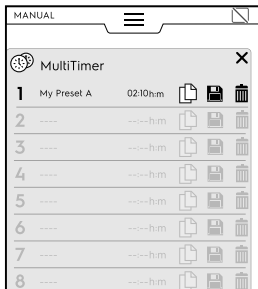 MANUAL
MultiTimer
1 My Preset A 02:10h:m
2 ---- --:--h:m
3 ---- --:--h:m
4 ---- --:--h:m
5 ---- --:--h:m
6 ---- --:--h:m
7 ---- --:--h:m
8 ---- --:--h:m